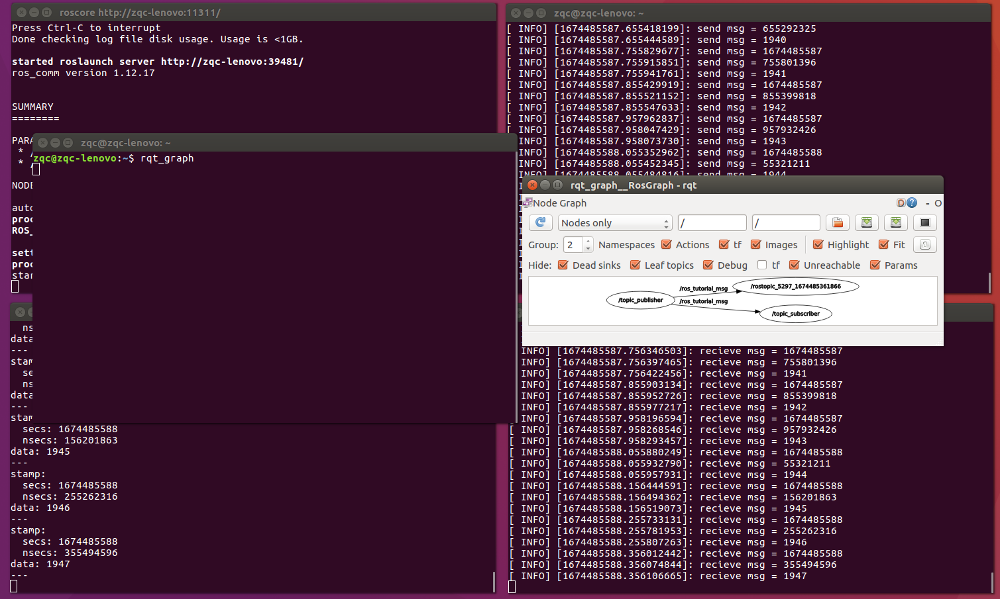 roscore http://zqc-lenovo:11311/
Press Ctrl-C to interrupt
Done checking log file disk usage. Usage is <1GB.
started roslaunch server http://zqc-lenovo:39481/
ros_comm version 1.12.17
SUMMARY
========
PARA
* /
* /
NODE
auto
proc
ROS_
sett
proc
star
zqc@zqc-lenovo: ~
[ INFO] [1674485587.655418199]: send msg = 655292325
[ INFO] [1674485587.655444589]: send msg = 1940
[ INFO] [1674485587.755829677]: send msg = 1674485587
[ INFO] [1674485587.755915851]: send msg = 755801396
[ INFO] [1674485587.755941761]: send msg = 1941
[ INFO] [1674485587.855429919]: send msg = 1674485587
[ INFO] [1674485587.855521152]: send msg = 855399818
[ INFO] [1674485587.855547633]: send msg = 1942
[ INFO] [1674485587.957962837]: send msg = 1674485587
[ INFO] [1674485587.958047429]: send msg = 957932426
[ INFO] [1674485587.958073730]: send msg = 1943
[ INFO] [1674485588.055352962]: send msg = 1674485588
[ INFO] [1674485588.055452345]: send msg = 55321211
[ INFO] [1674485588.055484816]: send msg = 1944
zqc@zqc-lenovo: ~
zqc@zqc-lenovo:~$ rqt_graph
rqt_graph__RosGraph - rqt
Node Graph
D ? - O
Nodes only / /
Group: 2 Namespaces Actions tf Images Highlight Fit
Hide: Dead sinks Leaf topics Debug tf Unreachable Params
/topic_publisher
/ros_tutorial_msg
/rostopic_5297_1674485361866
/ros_tutorial_msg
/topic_subscriber
ns
data
---
stam
se
ns
data
---
stam
secs: 1674485588
nsecs: 156201863
data: 1945
---
stamp:
secs: 1674485588
nsecs: 255262316
data: 1946
---
stamp:
secs: 1674485588
nsecs: 355494596
data: 1947
---
INFO] [1674485587.756346503]: recieve msg = 1674485587
INFO] [1674485587.756397465]: recieve msg = 755801396
INFO] [1674485587.756422456]: recieve msg = 1941
INFO] [1674485587.855903134]: recieve msg = 1674485587
INFO] [1674485587.855952726]: recieve msg = 855399818
INFO] [1674485587.855977217]: recieve msg = 1942
INFO] [1674485587.958196594]: recieve msg = 1674485587
[ INFO] [1674485587.958268546]: recieve msg = 957932426
[ INFO] [1674485587.958293457]: recieve msg = 1943
[ INFO] [1674485588.055880249]: recieve msg = 1674485588
[ INFO] [1674485588.055932790]: recieve msg = 55321211
[ INFO] [1674485588.055957931]: recieve msg = 1944
[ INFO] [1674485588.156444591]: recieve msg = 1674485588
[ INFO] [1674485588.156494362]: recieve msg = 156201863
[ INFO] [1674485588.156519073]: recieve msg = 1945
[ INFO] [1674485588.255733131]: recieve msg = 1674485588
[ INFO] [1674485588.255781953]: recieve msg = 255262316
[ INFO] [1674485588.255807263]: recieve msg = 1946
[ INFO] [1674485588.356012442]: recieve msg = 1674485588
[ INFO] [1674485588.356074844]: recieve msg = 355494596
[ INFO] [1674485588.356106665]: recieve msg = 1947